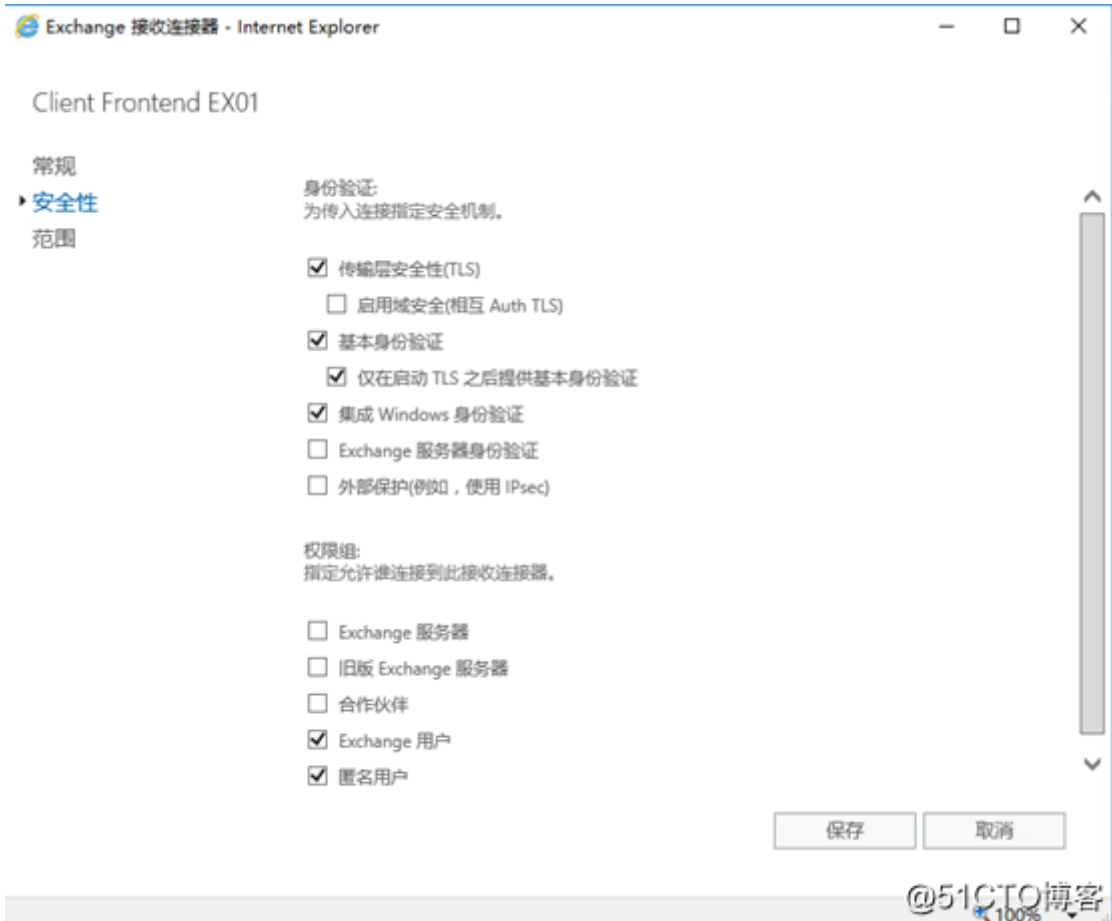 Exchange 接收连接器 - Internet Explorer
Client Frontend EX01
常规
安全性
范围
身份验证:
为传入连接指定安全机制。
传输层安全性(TLS)
启用域安全(相互 Auth TLS)
基本身份验证
仅在启动 TLS 之后提供基本身份验证
集成 Windows 身份验证
Exchange 服务器身份验证
外部保护(例如，使用 IPsec)
权限组:
指定允许谁连接到此接收连接器。
Exchange 服务器
旧版 Exchange 服务器
合作伙伴
Exchange 用户
匿名用户
保存 取消
@51CTO博客
100%